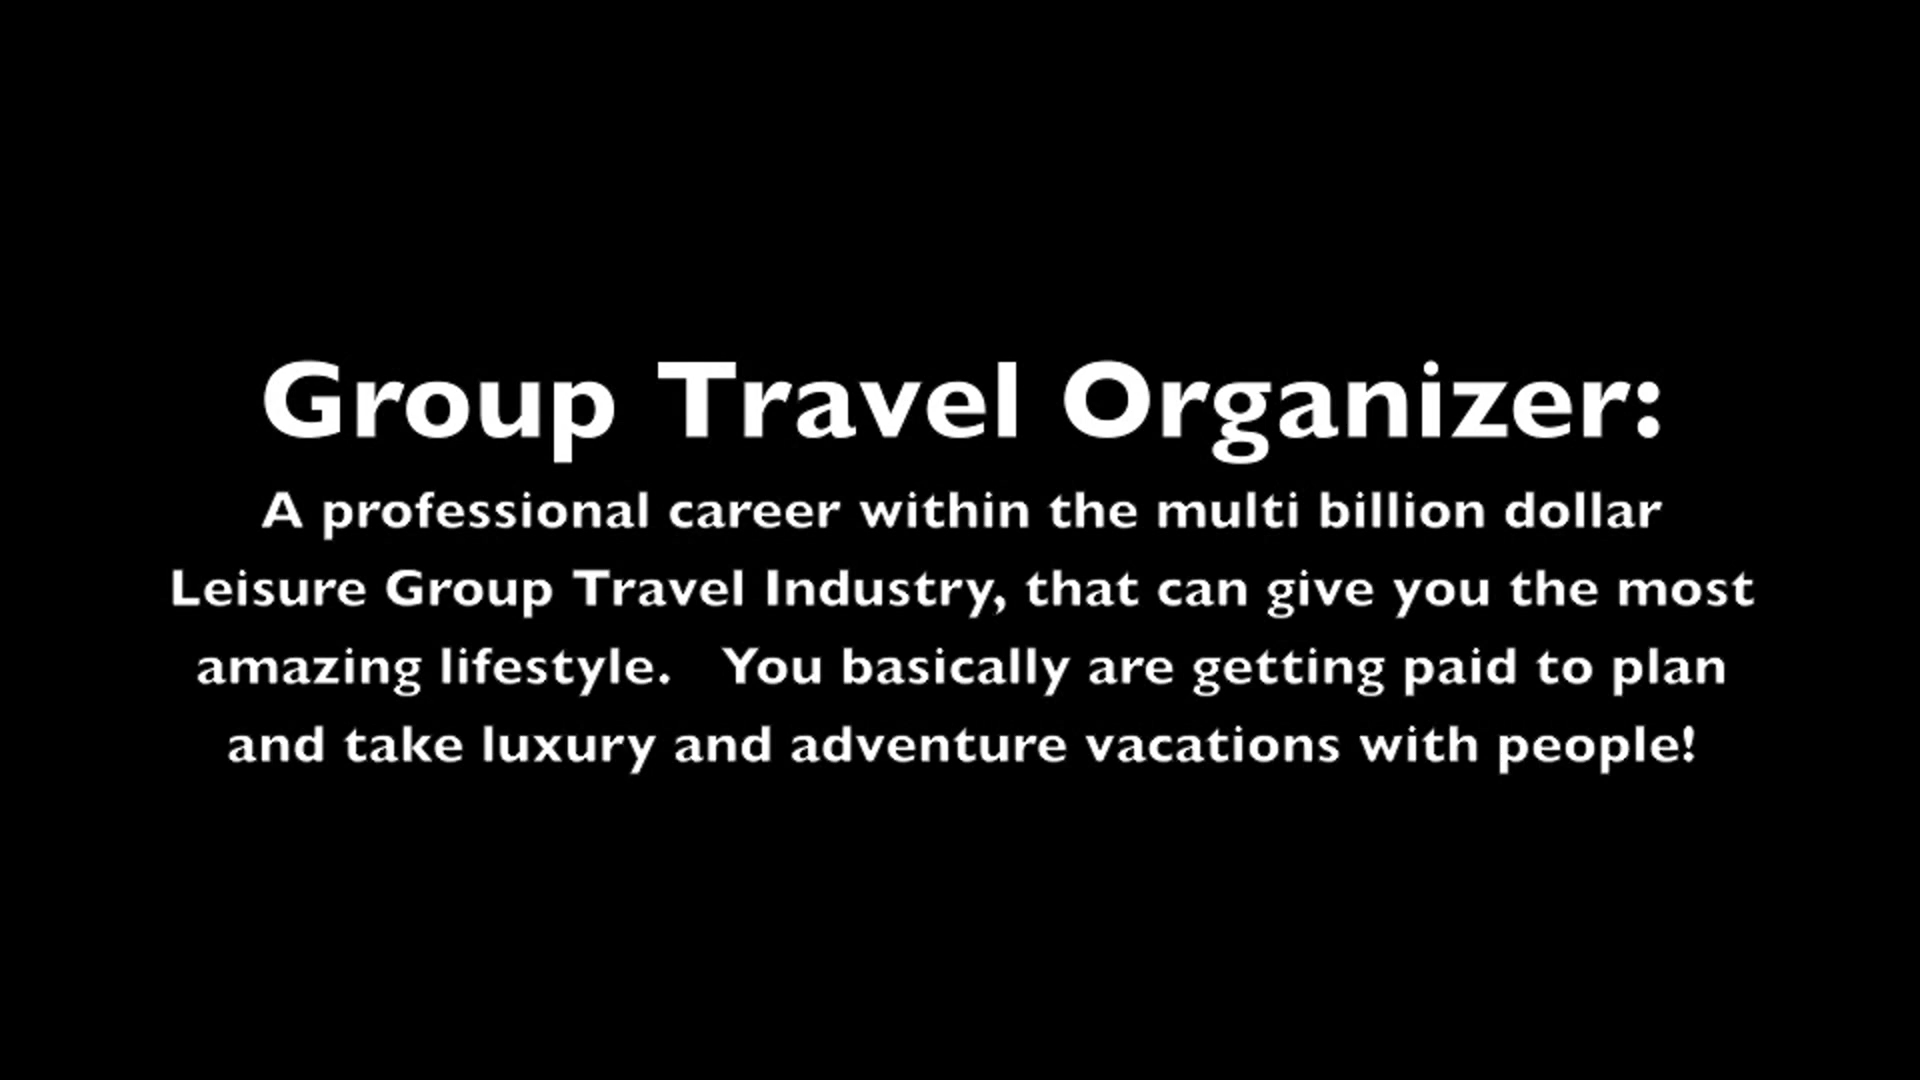 Group Travel Organizer:
A professional career within the multi billion dollar
Leisure Group Travel Industry, that can give you the most
amazing lifestyle.   You basically are getting paid to plan
and take luxury and adventure vacations with people!